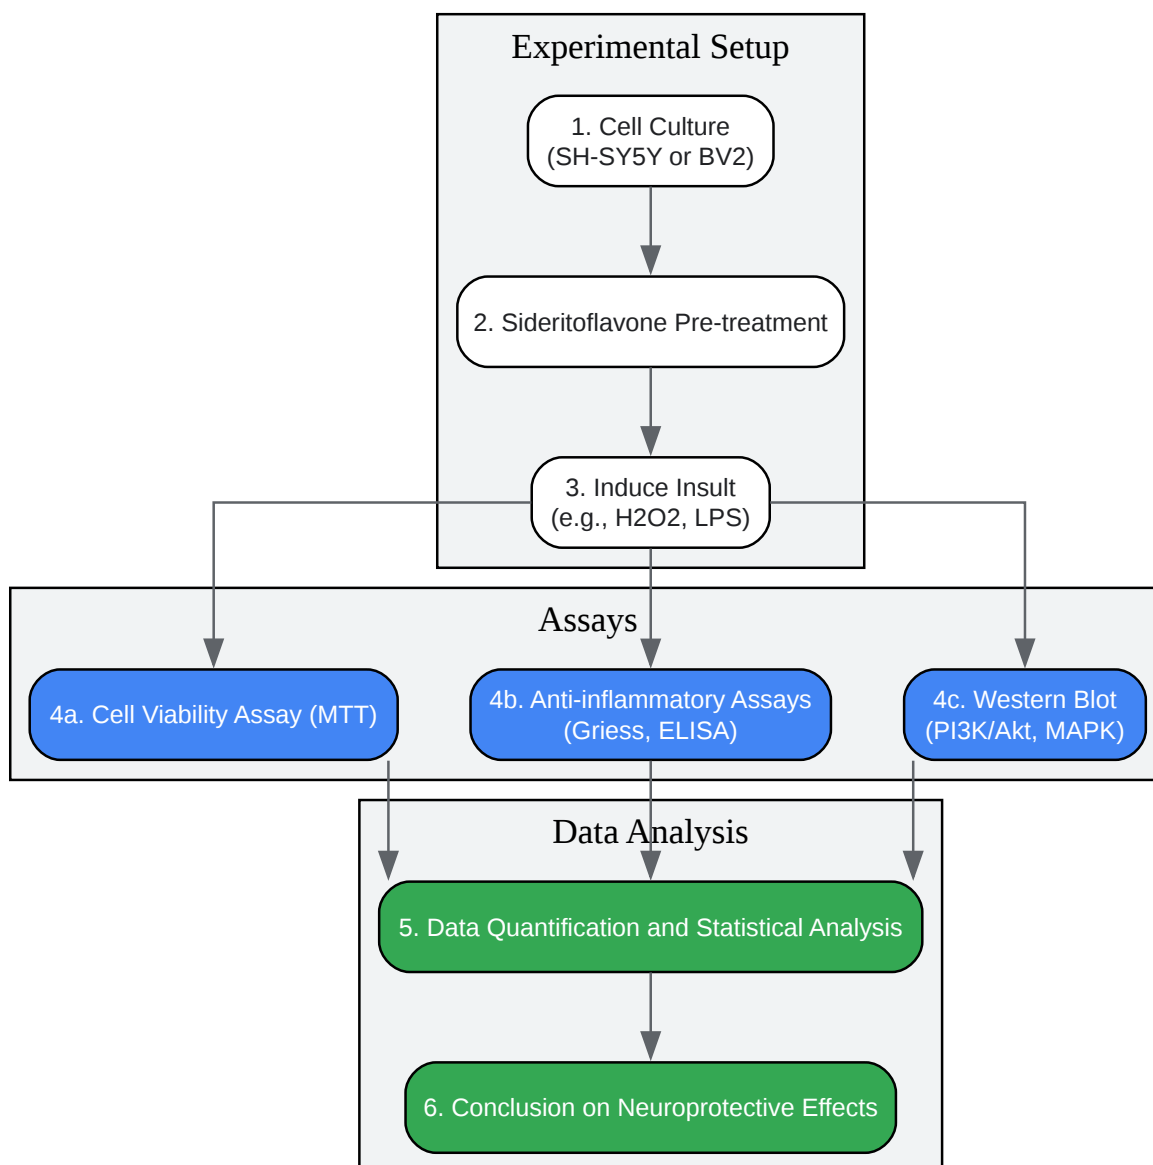 Experimental Setup
1. Cell Culture
(SH-SY5Y or BV2)
2. Sideritoflavone Pre-treatment
3. Induce Insult
(e.g., H2O2, LPS)
Assays
4a. Cell Viability Assay (MTT)
4b. Anti-inflammatory Assays
(Griess, ELISA)
4c. Western Blot
(PI3K/Akt, MAPK)
Data Analysis
5. Data Quantification and Statistical Analysis
6. Conclusion on Neuroprotective Effects